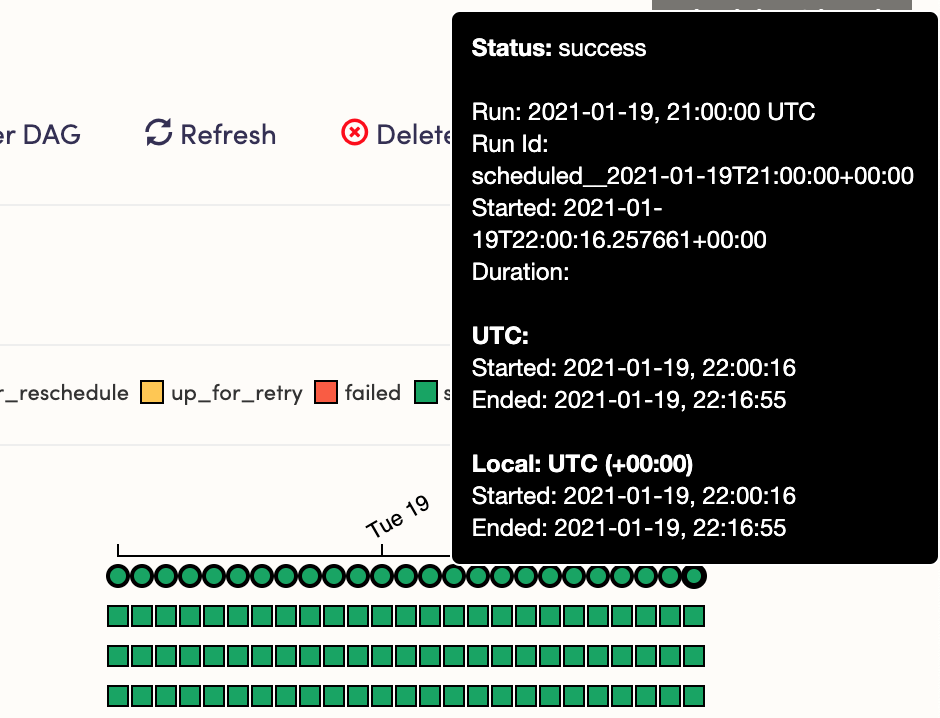 Status: success
Run: 2021-01-19, 21:00:00 UTC
Run Id:
scheduled__2021-01-19T21:00:00+00:00
Started: 2021-01-
19T22:00:16.257661+00:00
Duration:
UTC:
Started: 2021-01-19, 22:00:16
Ended: 2021-01-19, 22:16:55
Local: UTC (+00:00)
Started: 2021-01-19, 22:00:16
Ended: 2021-01-19, 22:16:55
er DAG Refresh Delete
r_reschedule up_for_retry failed s
Tue 19